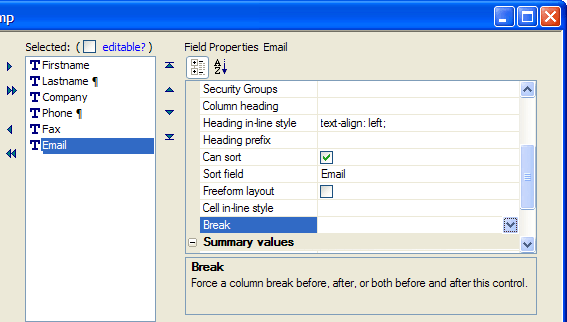 mp
Selected: ( editable? )
Field Properties Email
Firstname
Lastname ¶
Company
Phone ¶
Fax
Email
Security Groups
Column heading
Heading in-line style text-align: left;
Heading prefix
Can sort
Sort field Email
Freeform layout
Cell in-line style
Break
Summary values
Break
Force a column break before, after, or both before and after this control.